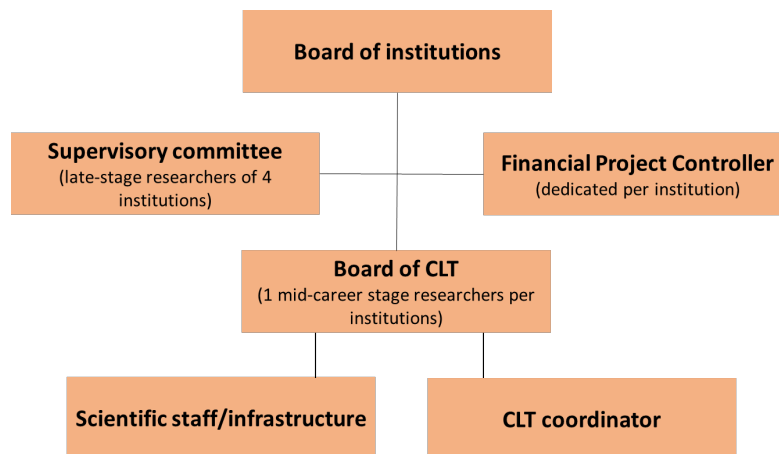 Board of institutions
Supervisory committee
(late-stage researchers of 4
institutions)
Financial Project Controller
(dedicated per institution)
Board of CLT
(1 mid-career stage researchers per
institutions)
Scientific staff/infrastructure
CLT coordinator